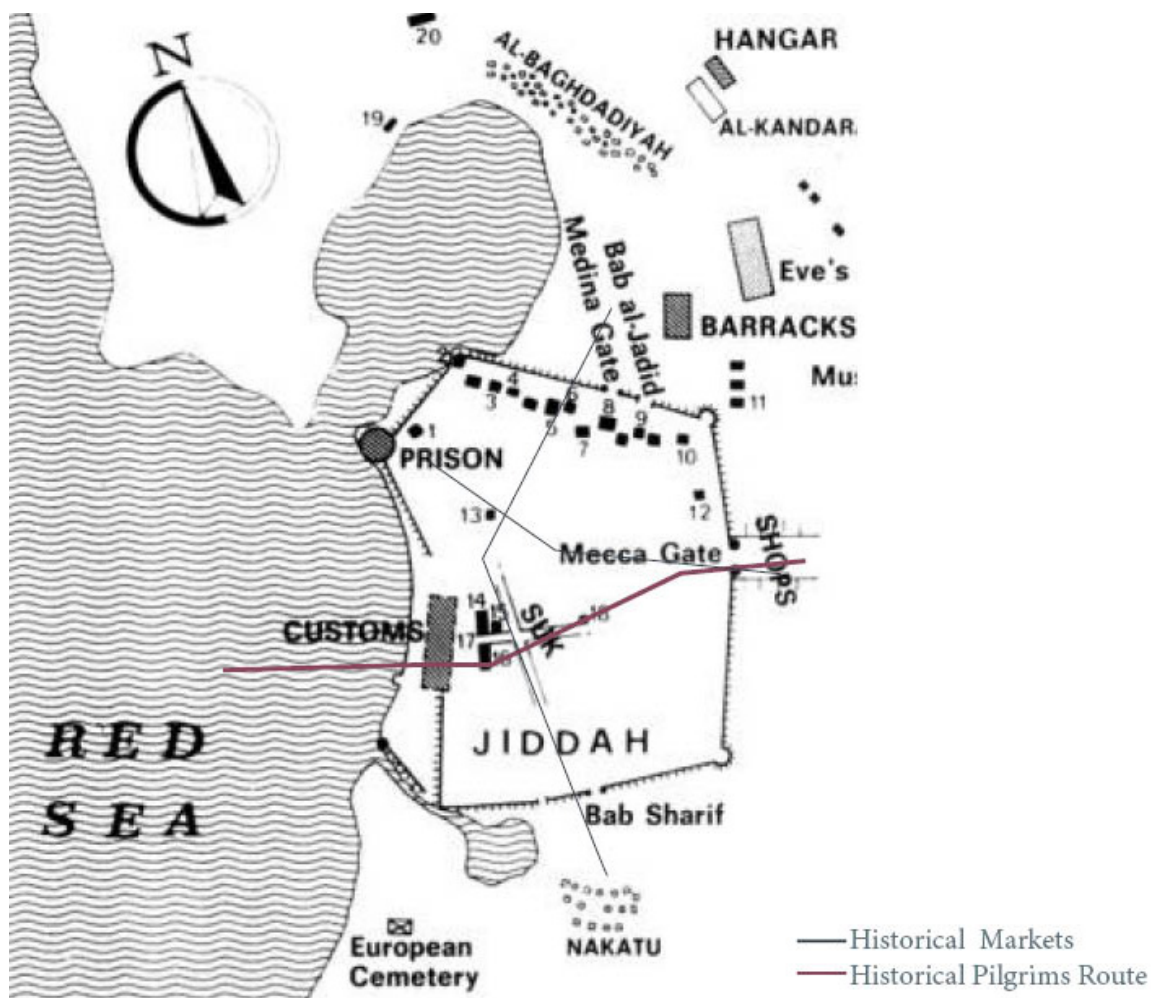 N
20
AL-BAGHDADIYAH
HANGAR
19
AL-KANDAR
Eve's
Medina Gate
Bab al-Jadid
BARRACKS
Mu
11
4
3
6
5
8
7
9
10
1
PRISON
12
13
Mecca Gate
SHOPS
14
15
SUK
18
CUSTOMS
17
16
RED
SEA
JIDDAH
Bab Sharif
European
Cemetery
NAKATU
Historical Markets
Historical Pilgrims Route